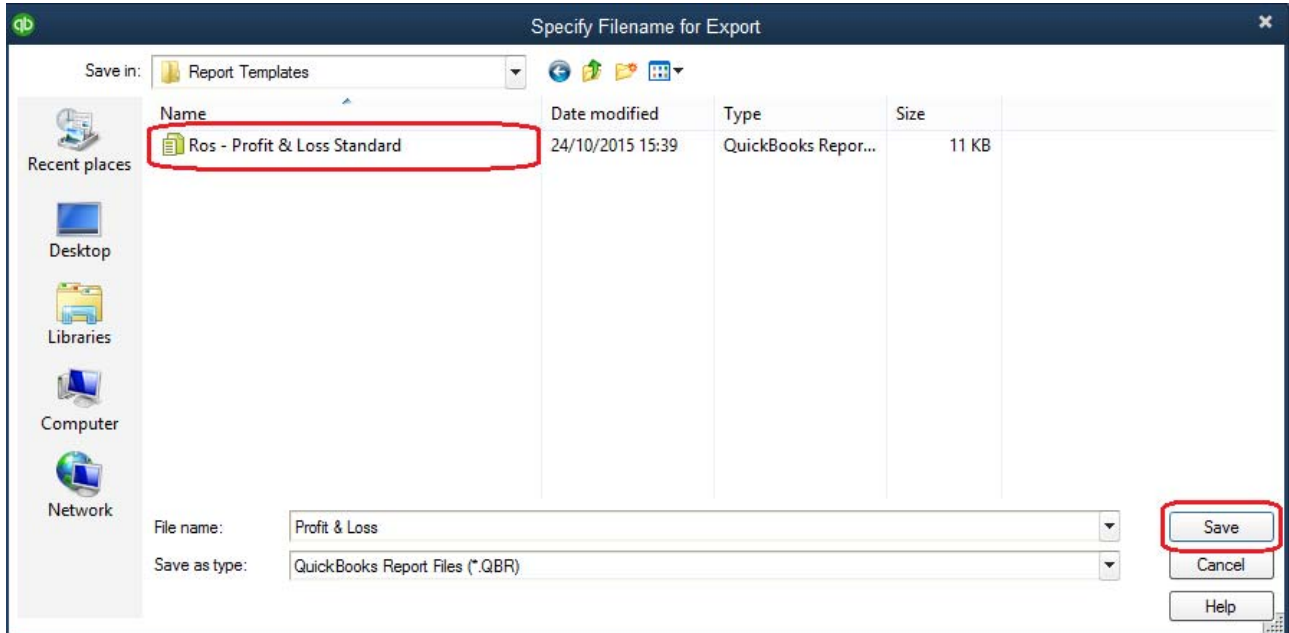 qb
Specify Filename for Export
Save in: Report Templates
Name Date modified Type Size
Ros - Profit & Loss Standard 24/10/2015 15:39 QuickBooks Repor... 11 KB
Recent places
Desktop
Libraries
Computer
Network
File name: Profit & Loss Save
Save as type: QuickBooks Report Files (*.QBR) Cancel
Help